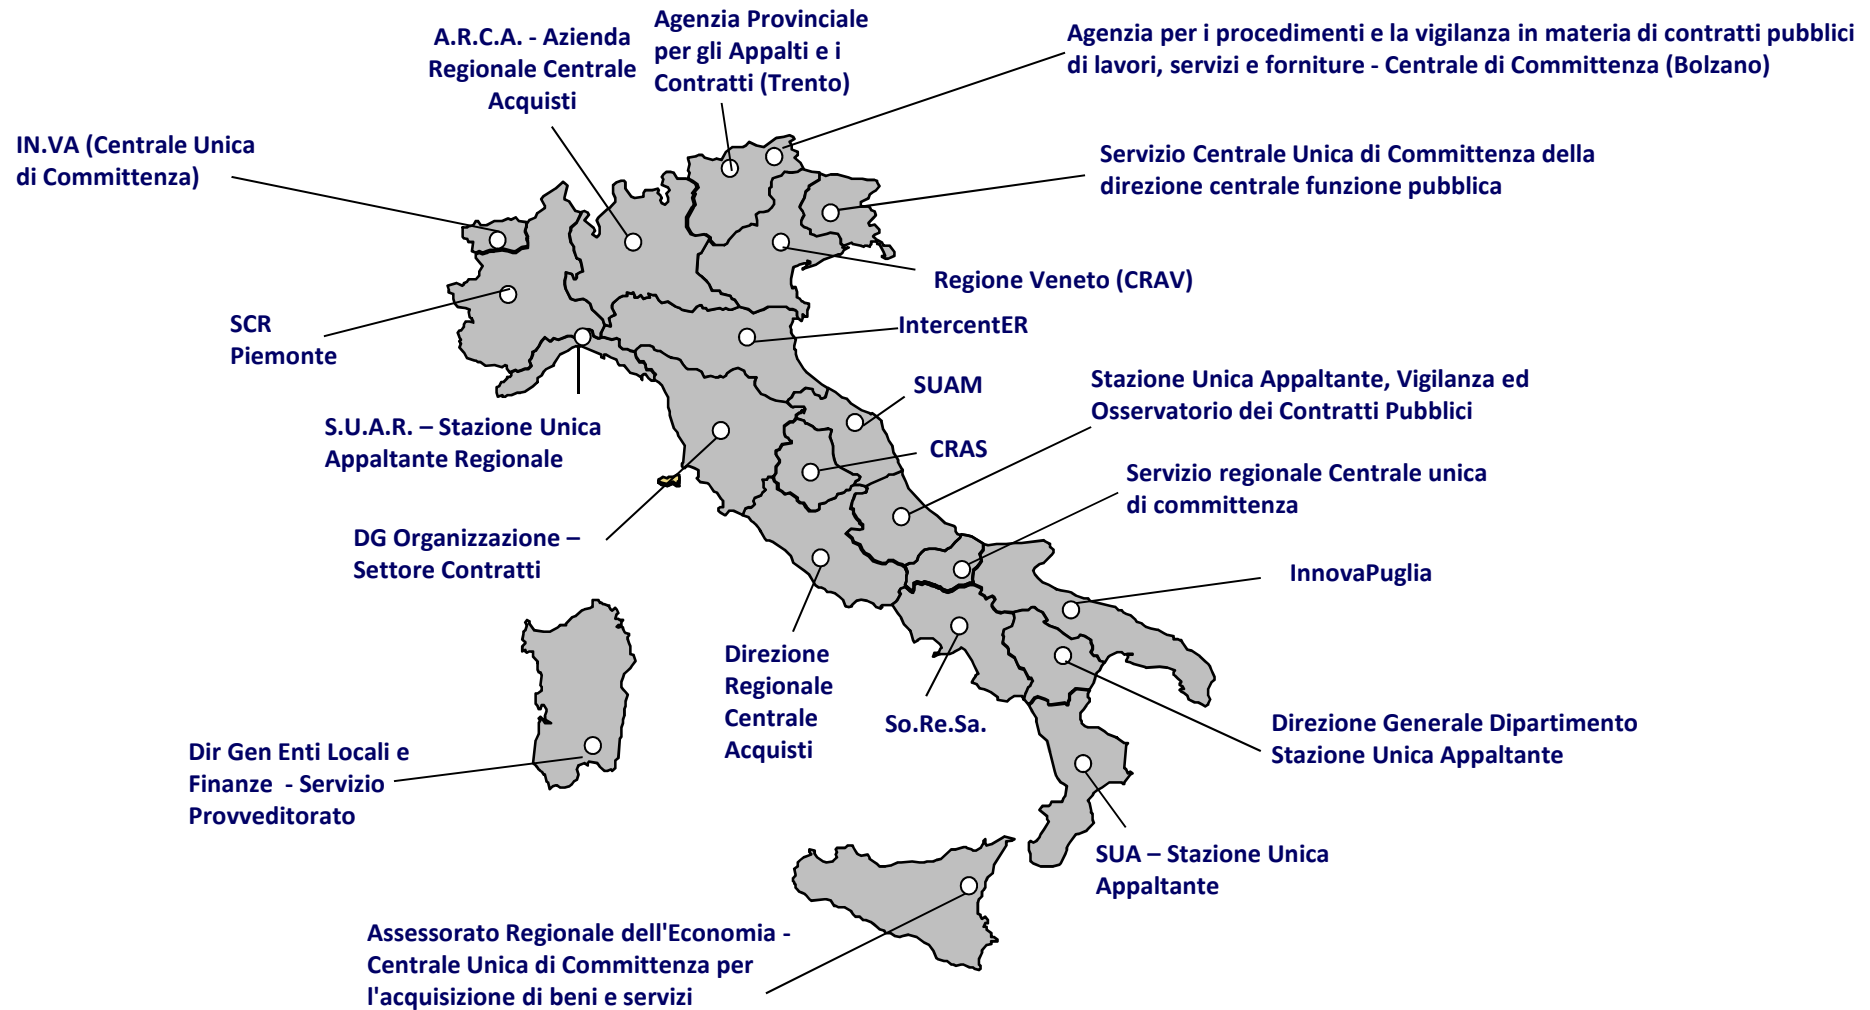 A.R.C.A. - Azienda
Regionale Centrale
Acquisti
Agenzia Provinciale
per gli Appalti e i
Contratti (Trento)
Agenzia per i procedimenti e la vigilanza in materia di contratti pubblici
di lavori, servizi e forniture - Centrale di Committenza (Bolzano)
IN.VA (Centrale Unica
di Committenza)
Servizio Centrale Unica di Committenza della
direzione centrale funzione pubblica
Regione Veneto (CRAV)
SCR
Piemonte
IntercentER
SUAM
Stazione Unica Appaltante, Vigilanza ed
Osservatorio dei Contratti Pubblici
S.U.A.R. – Stazione Unica
Appaltante Regionale
CRAS
Servizio regionale Centrale unica
di committenza
DG Organizzazione –
Settore Contratti
InnovaPuglia
Direzione
Regionale
Centrale
Acquisti
So.Re.Sa.
Direzione Generale Dipartimento
Stazione Unica Appaltante
Dir Gen Enti Locali e
Finanze - Servizio
Provveditorato
SUA – Stazione Unica
Appaltante
Assessorato Regionale dell'Economia -
Centrale Unica di Committenza per
l'acquisizione di beni e servizi